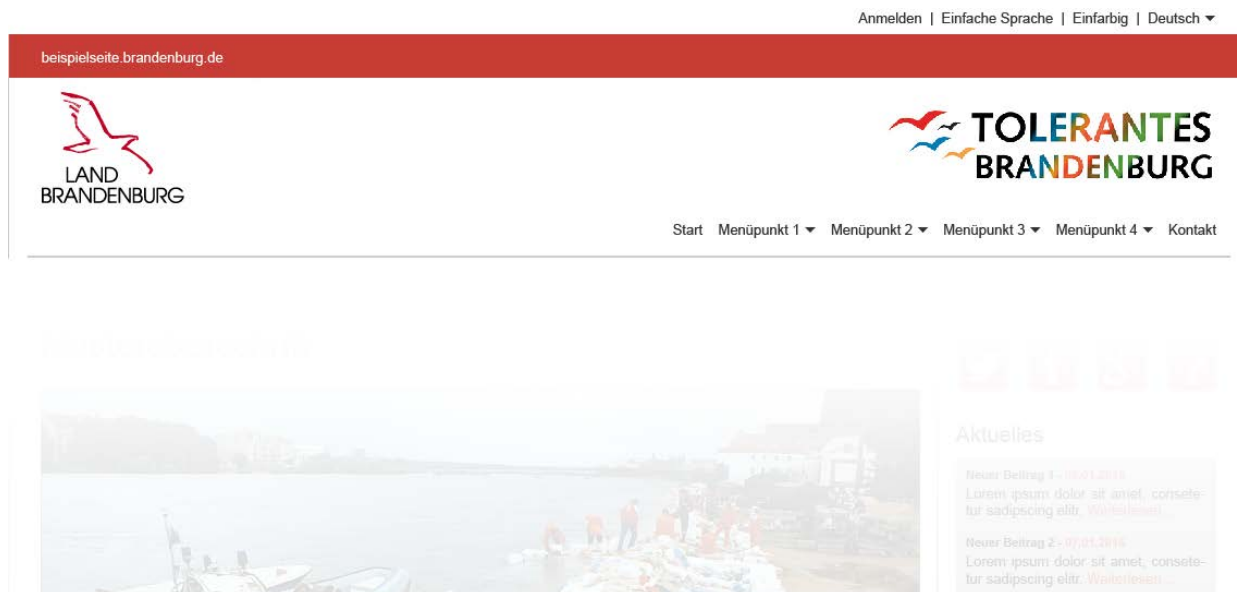 Anmelden | Einfache Sprache | Einfarbig | Deutsch
beispielseite.brandenburg.de
LAND
BRANDENBURG
TOLERANTES
BRANDENBURG
Start Menüpunkt 1 Menüpunkt 2 Menüpunkt 3 Menüpunkt 4 Kontakt
Aktuelles
Neuer Beitrag 1 - 07.01.2016
Lorem ipsum dolor sit amet, consete-
tur sadipscing elitr. Weiterlesen...
Neuer Beitrag 2 - 07.01.2016
Lorem ipsum dolor sit amet, consete-
tur sadipscing elitr. Weiterlesen...